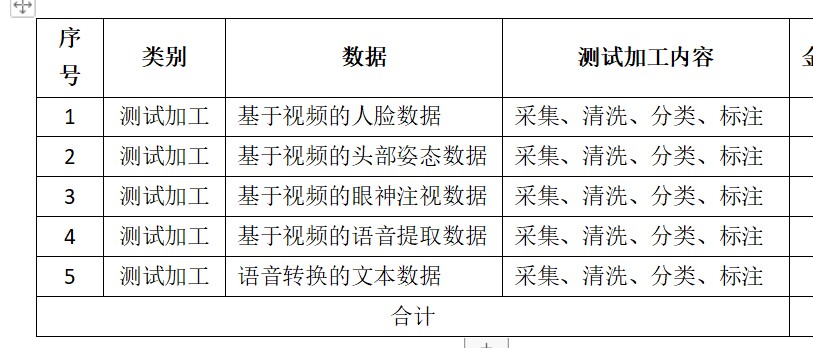 序号 类别 数据 测试加工内容
1 测试加工 基于视频的人脸数据 采集、清洗、分类、标注
2 测试加工 基于视频的头部姿态数据 采集、清洗、分类、标注
3 测试加工 基于视频的眼神注视数据 采集、清洗、分类、标注
4 测试加工 基于视频的语音提取数据 采集、清洗、分类、标注
5 测试加工 语音转换的文本数据 采集、清洗、分类、标注
合计